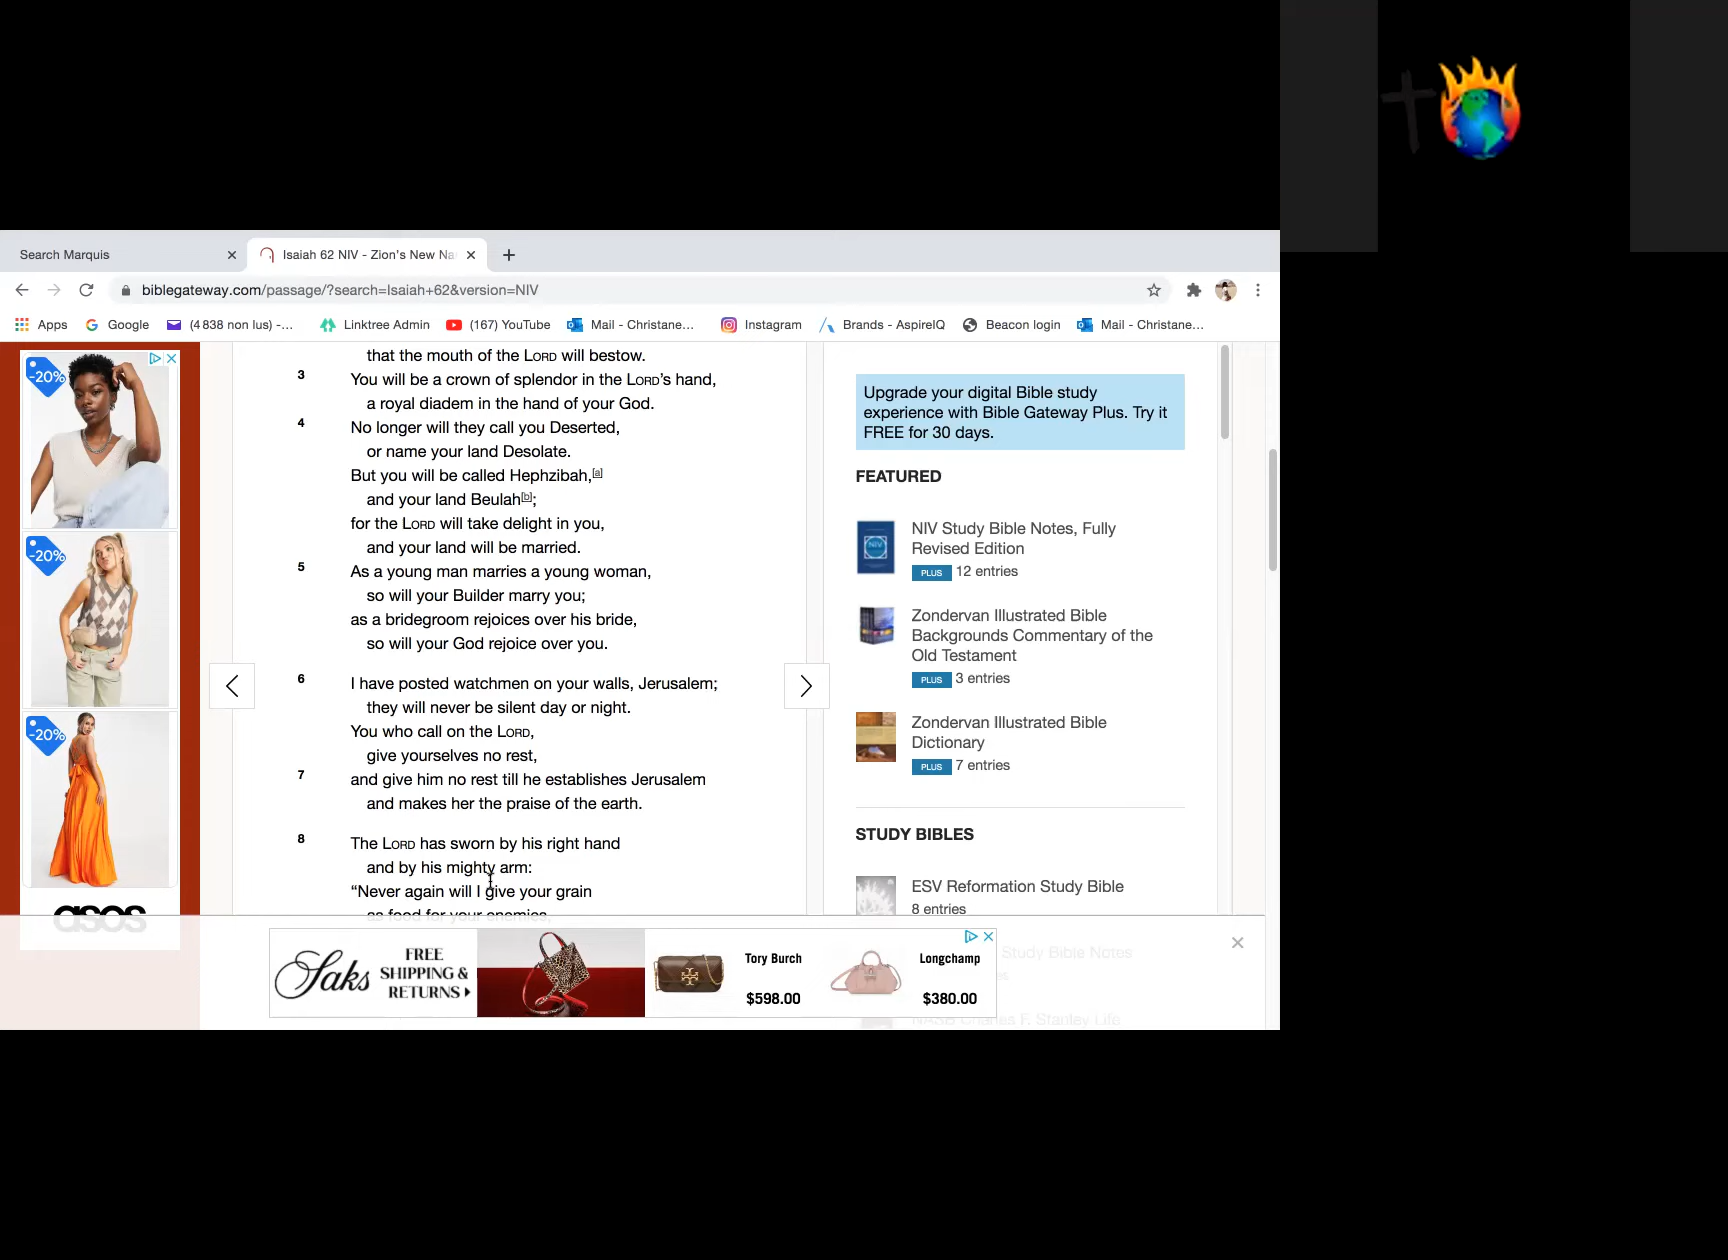 Search Marquis
Isaiah 62 NIV - Zion's New Na
biblegateway.com/passage/?search=Isaiah+62&version=NIV
Apps Google (4 838 non lus) -... Linktree Admin (167) YouTube Mail - Christane... Instagram Brands - AspireIQ Beacon login Mail - Christane...
that the mouth of the LORD will bestow.
3 You will be a crown of splendor in the LORD's hand,
a royal diadem in the hand of your God.
4 No longer will they call you Deserted,
or name your land Desolate.
But you will be called Hephzibah,[a]
and your land Beulah[b];
for the LORD will take delight in you,
and your land will be married.
5 As a young man marries a young woman,
so will your Builder marry you;
as a bridegroom rejoices over his bride,
so will your God rejoice over you.
6 I have posted watchmen on your walls, Jerusalem;
they will never be silent day or night.
You who call on the LORD,
give yourselves no rest,
7 and give him no rest till he establishes Jerusalem
and makes her the praise of the earth.
8 The LORD has sworn by his right hand
and by his mighty arm:
“Never again will I give your grain
as food for your enemies,
-20%
-20%
-20%
asos
Upgrade your digital Bible study
experience with Bible Gateway Plus. Try it
FREE for 30 days.
FEATURED
NIV Study Bible Notes, Fully
Revised Edition
PLUS 12 entries
Zondervan Illustrated Bible
Backgrounds Commentary of the
Old Testament
PLUS 3 entries
Zondervan Illustrated Bible
Dictionary
PLUS 7 entries
STUDY BIBLES
ESV Reformation Study Bible
8 entries
Study Bible Notes
NASB Charles F. Stanley Life
Saks
FREE
SHIPPING &
RETURNS
Tory Burch
$598.00
Longchamp
$380.00